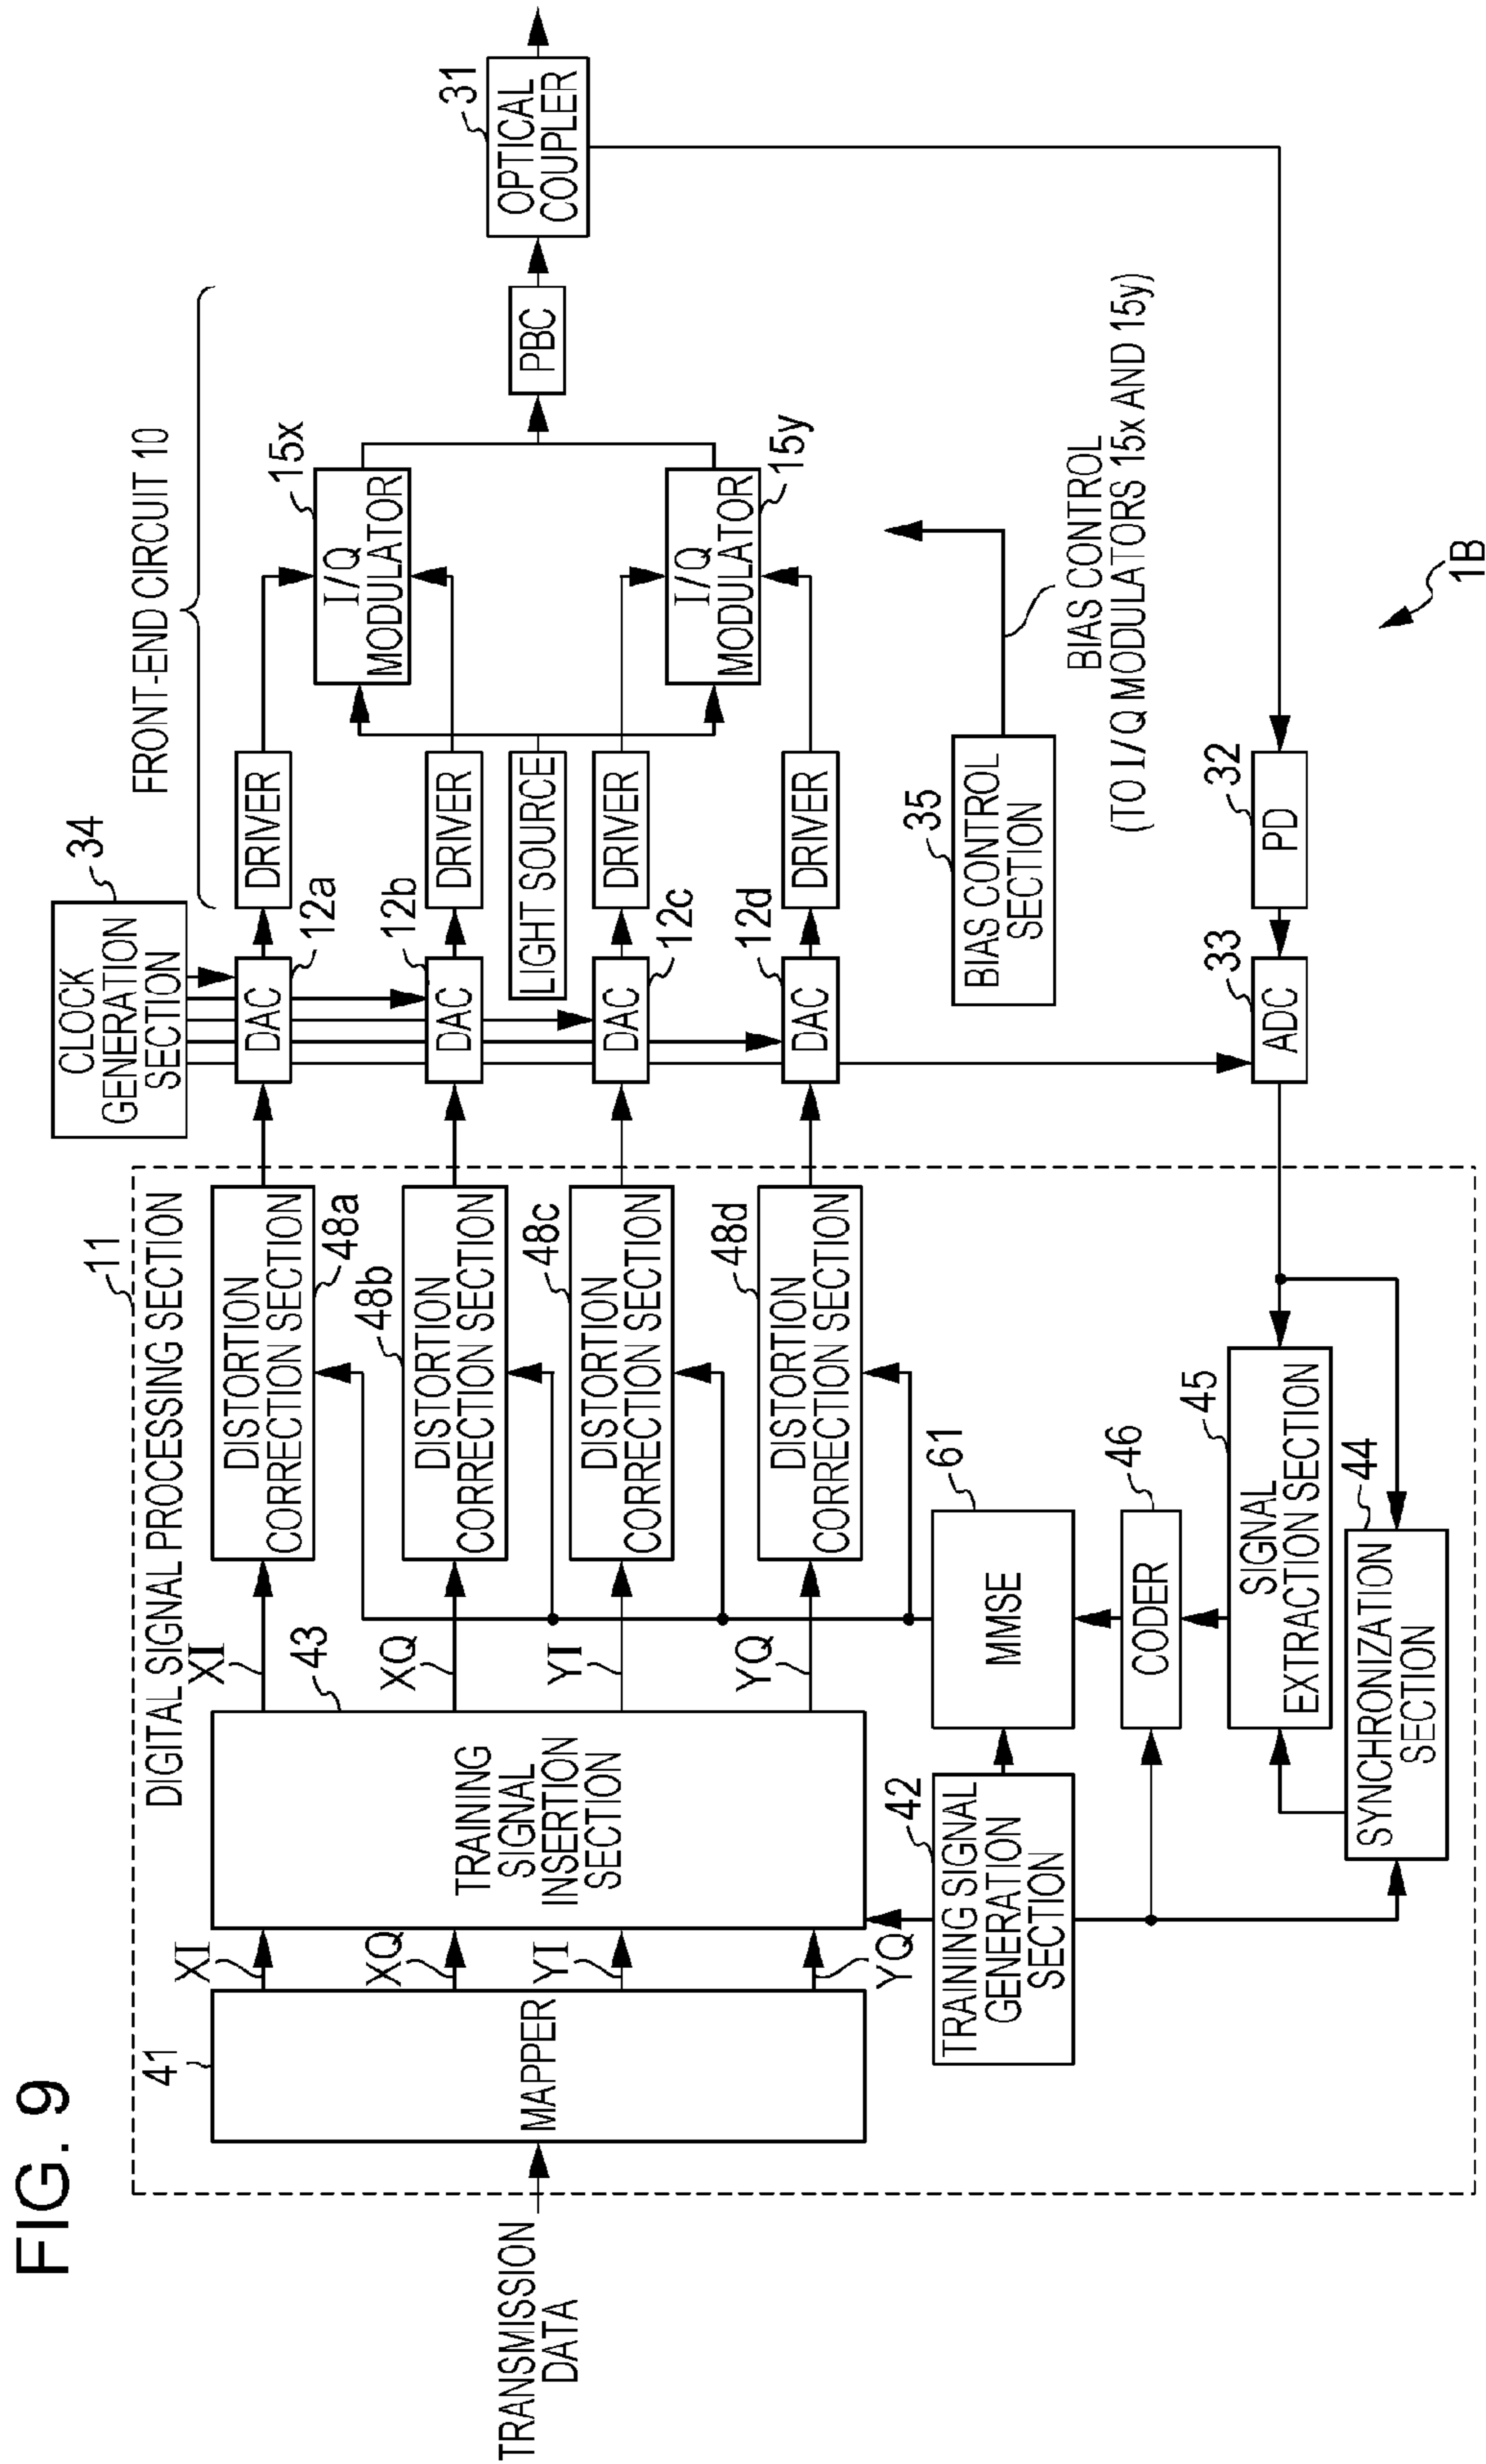 FIG. 9
TRANSMISSION
DATA
11
DIGITAL SIGNAL PROCESSING SECTION
41
MAPPER
XI
XQ
YI
YQ
TRAINING
SIGNAL
INSERTION
SECTION
43
XI
XQ
YI
YQ
DISTORTION
CORRECTION SECTION
48a
DISTORTION
CORRECTION SECTION
48b
DISTORTION
CORRECTION SECTION
48c
DISTORTION
CORRECTION SECTION
48d
42
TRAINING SIGNAL
GENERATION
SECTION
61
MMSE
46
CODER
45
SIGNAL
EXTRACTION SECTION
44
SYNCHRONIZATION
SECTION
34
CLOCK
GENERATION
SECTION
DAC
12a
DAC
12b
DAC
12c
DAC
12d
FRONT-END CIRCUIT 10
DRIVER
DRIVER
LIGHT SOURCE
DRIVER
DRIVER
15x
I/Q
MODULATOR
15y
I/Q
MODULATOR
PBC
31
OPTICAL
COUPLER
35
BIAS CONTROL
SECTION
BIAS CONTROL
(TO I/Q MODULATORS 15x AND 15y)
33
ADC
32
PD
1B